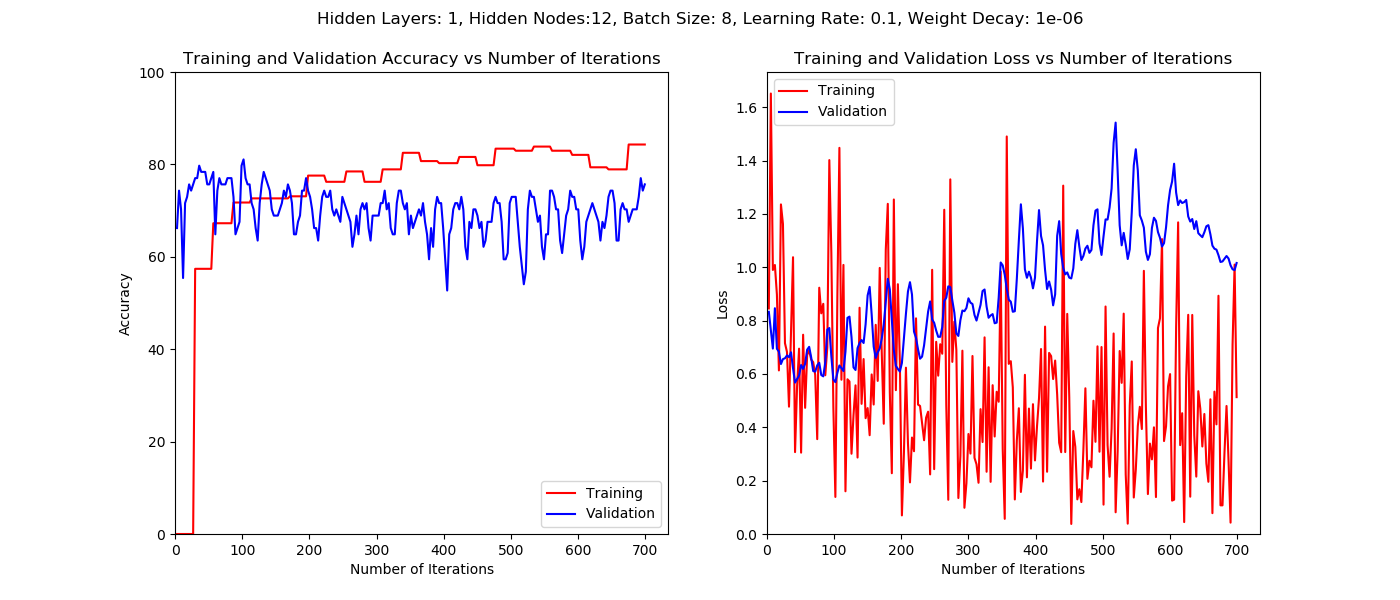 Hidden Layers: 1, Hidden Nodes:12, Batch Size: 8, Learning Rate: 0.1, Weight Decay: 1e-06
Training and Validation Accuracy vs Number of Iterations
100
80
60
40
20
0
Accuracy
0 100 200 300 400 500 600 700
Number of Iterations
Training
Validation
Training and Validation Loss vs Number of Iterations
Training
Validation
1.6
1.4
1.2
1.0
0.8
0.6
0.4
0.2
0.0
Loss
0 100 200 300 400 500 600 700
Number of Iterations